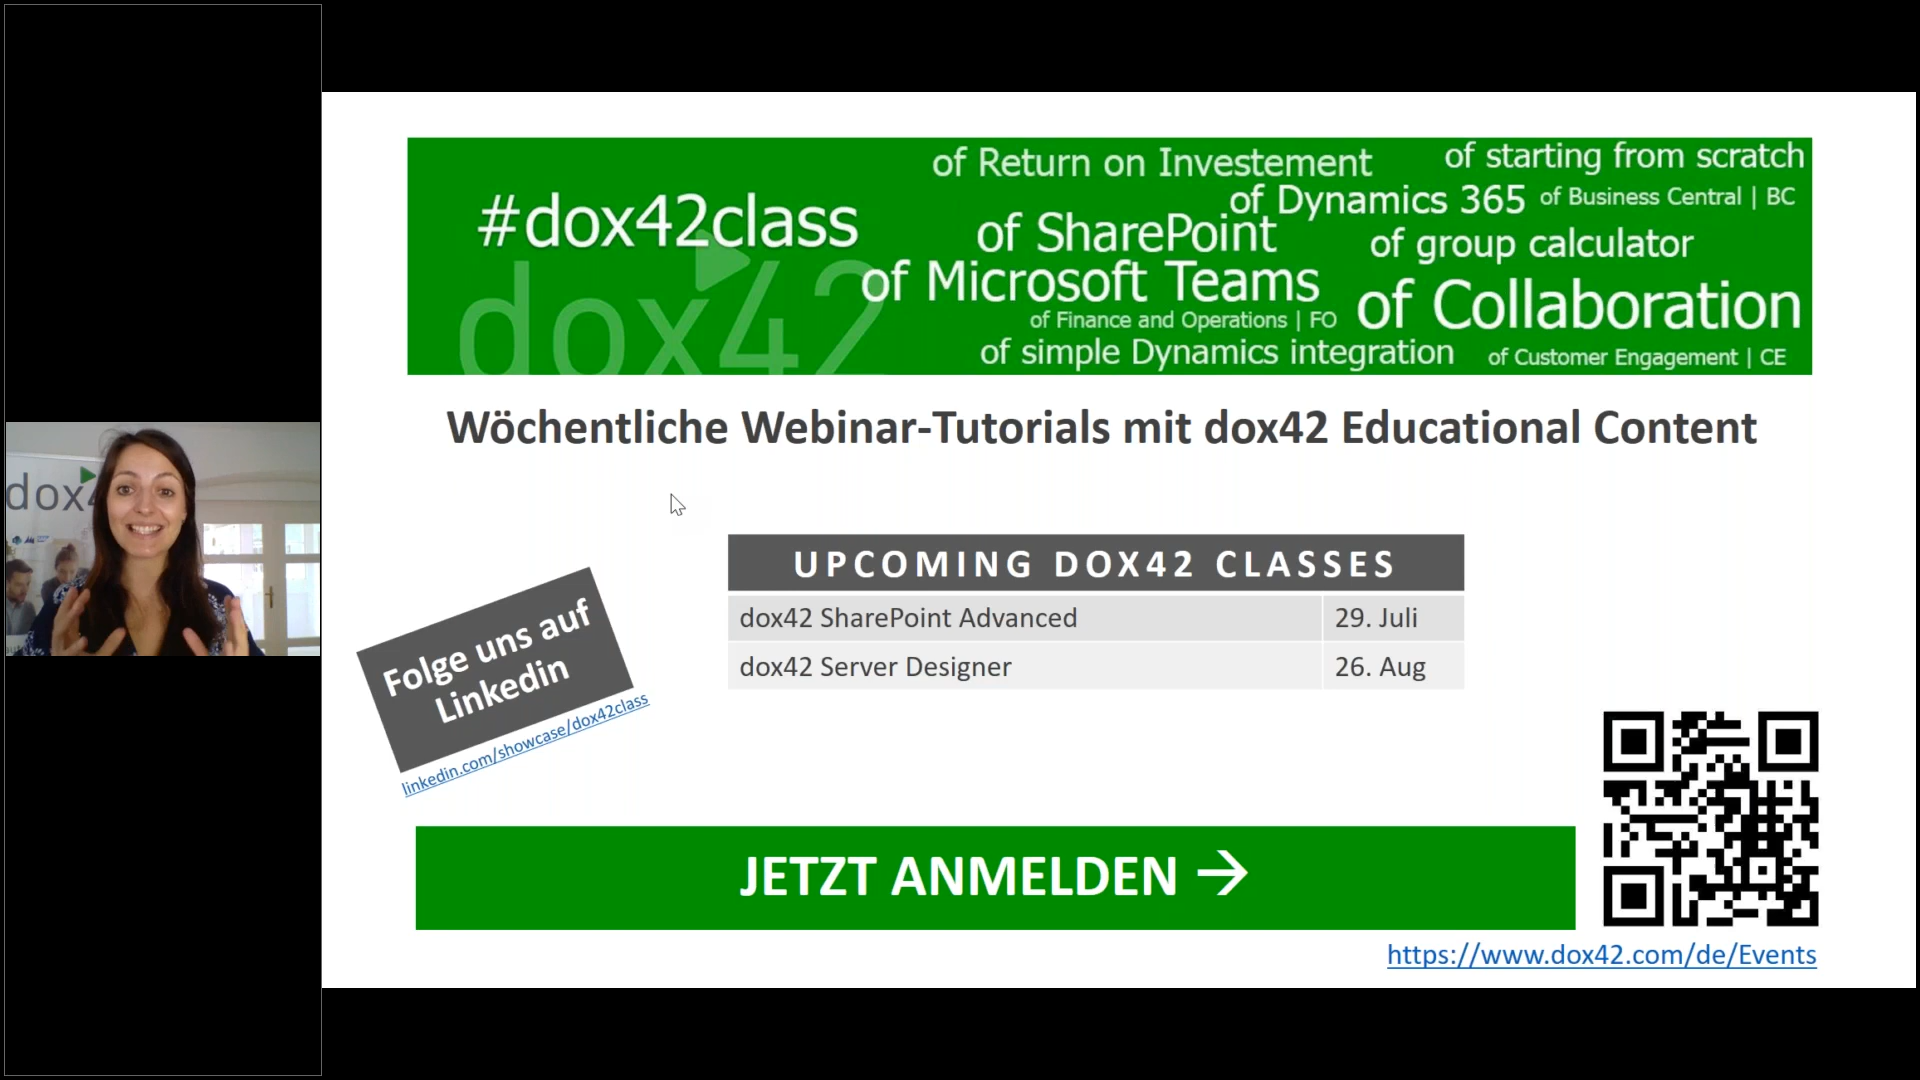 #dox42class
dox42
of Return on Investement
of starting from scratch
of Dynamics 365
of Business Central | BC
of SharePoint
of group calculator
of Microsoft Teams
of Collaboration
of Finance and Operations | FO
of simple Dynamics integration
of Customer Engagement | CE
Wöchentliche Webinar-Tutorials mit dox42 Educational Content
dox4
UPCOMING DOX42 CLASSES
dox42 SharePoint Advanced 29. Juli
dox42 Server Designer 26. Aug
Folge uns auf
Linkedin
linkedin.com/showcase/dox42class
JETZT ANMELDEN →
https://www.dox42.com/de/Events